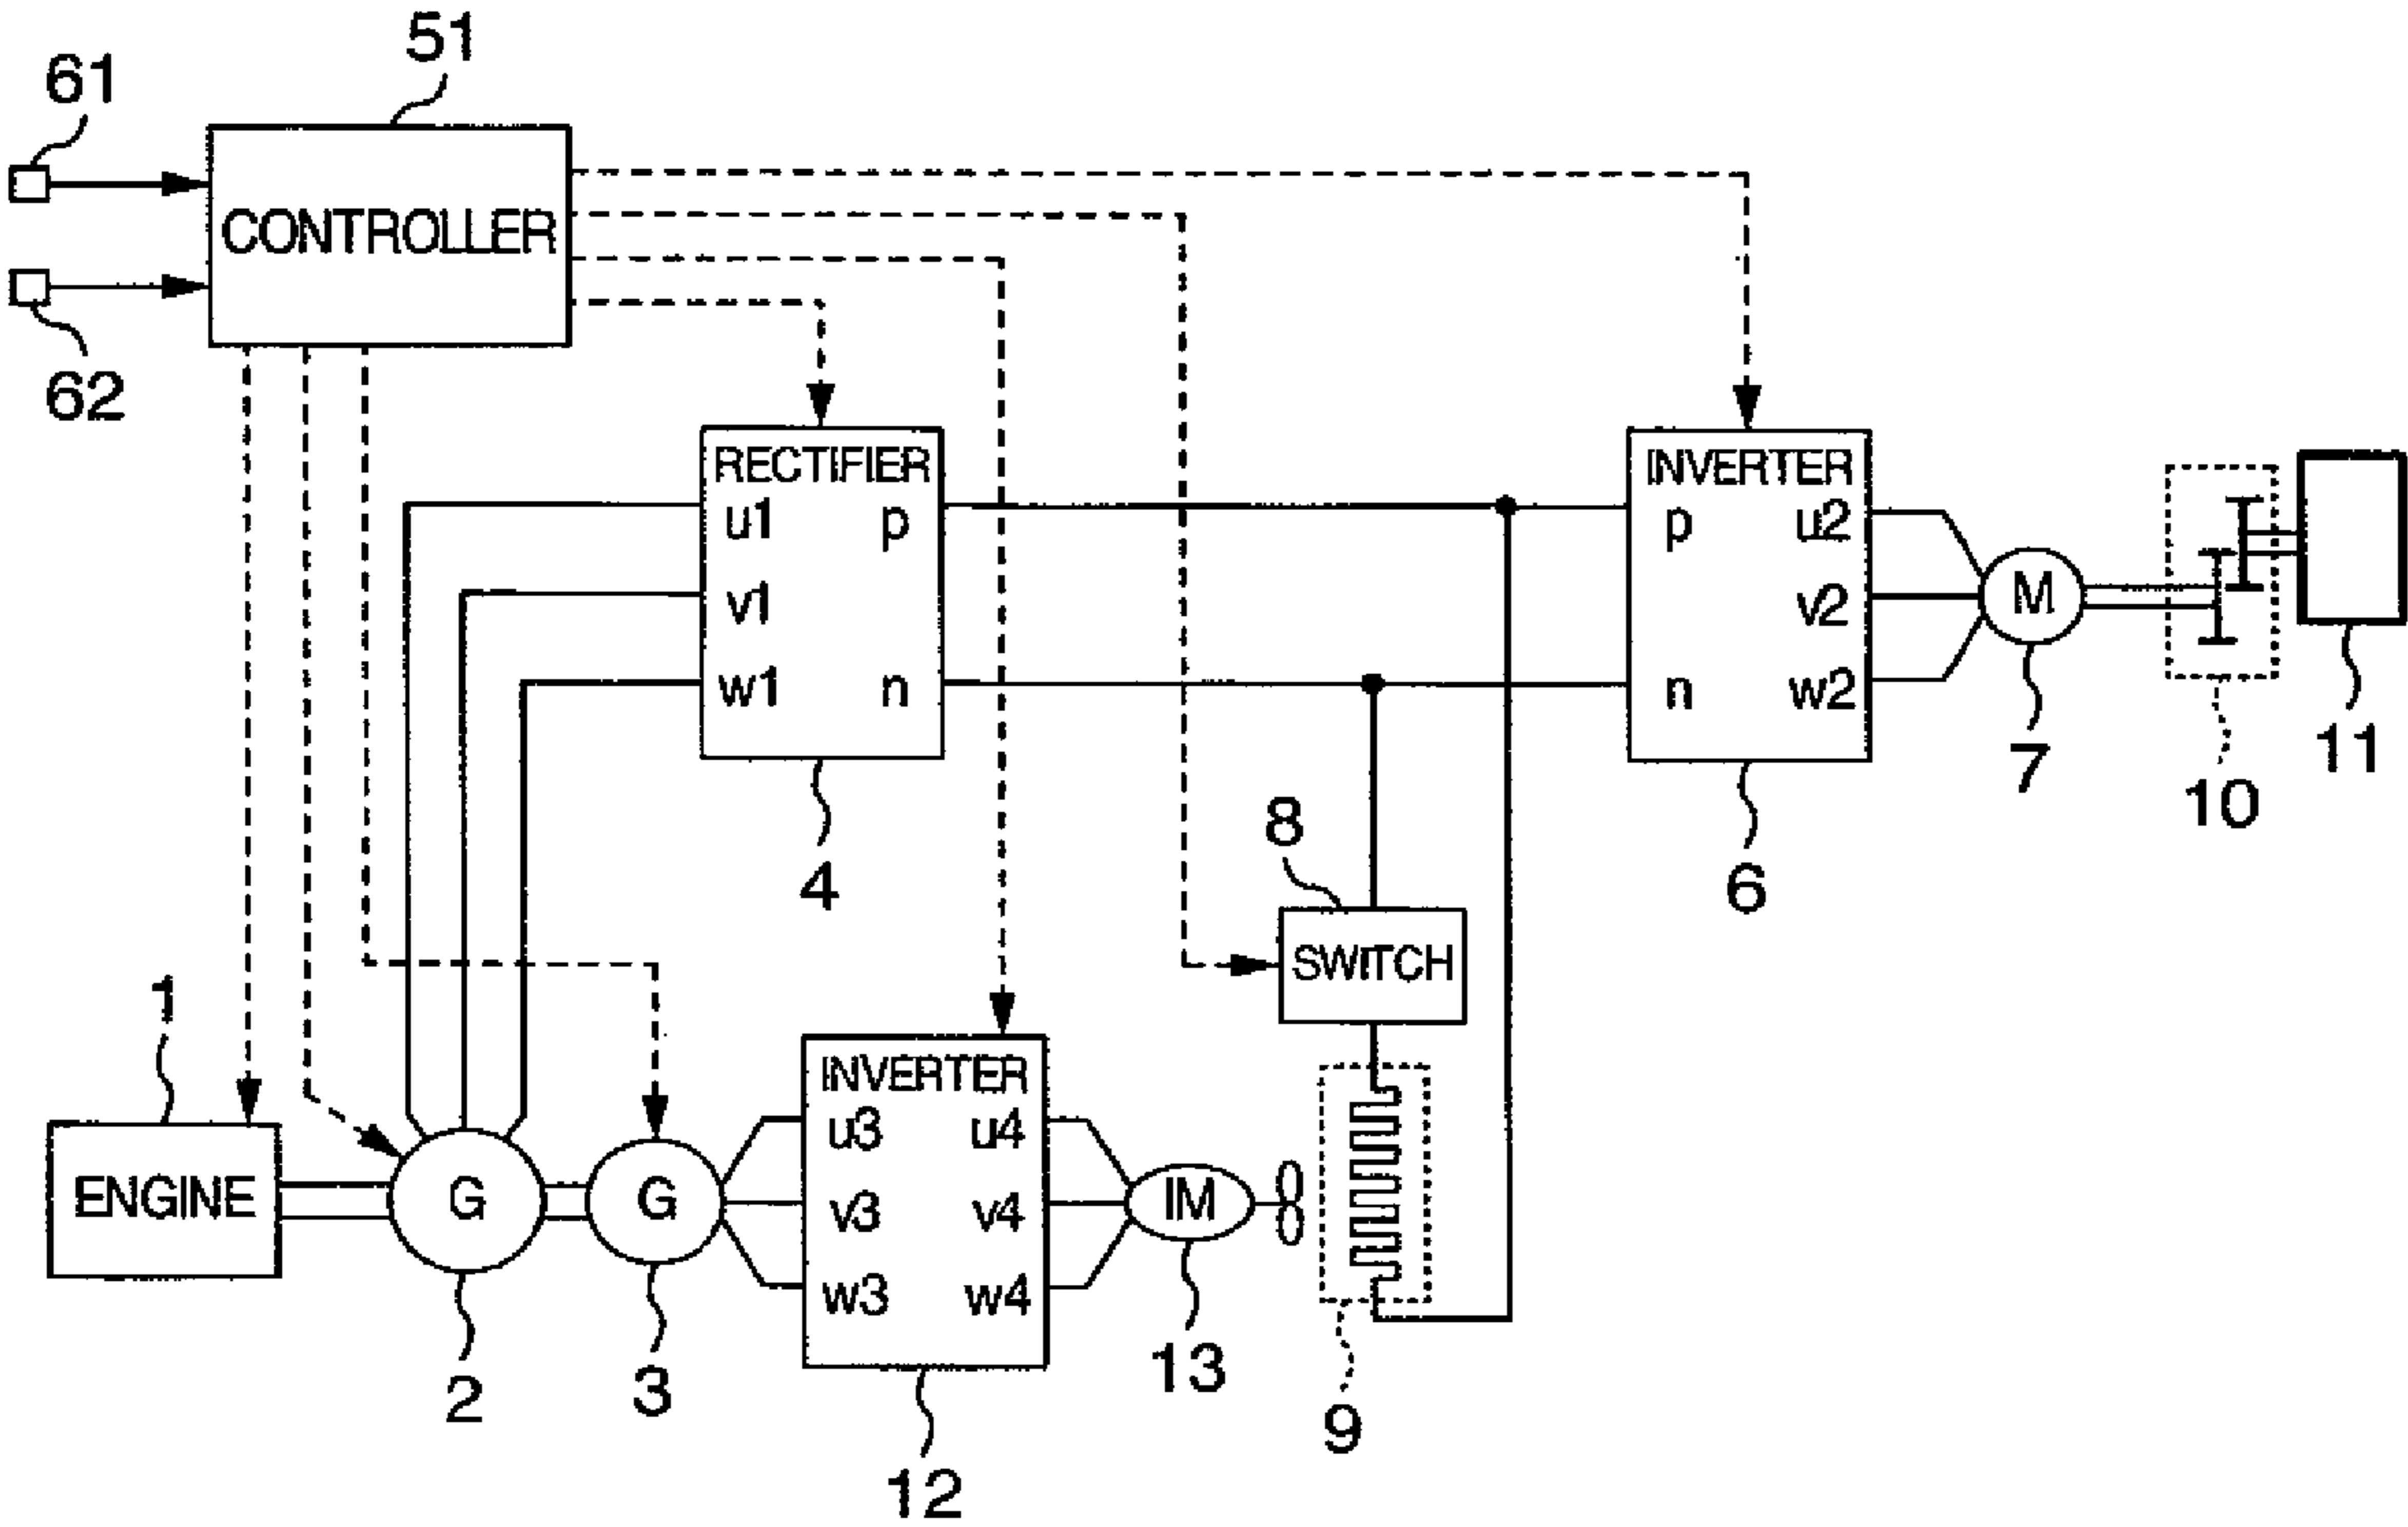 51
61
CONTROLLER
62
RECTIFIER
u1 p
v1
w1 n
4
INVERTER
p u2
v2
n w2
6
M
7
10
11
8
SWITCH
1
ENGINE
G
2
G
3
INVERTER
u3 u4
v3 v4
w3 w4
12
IM
13
9